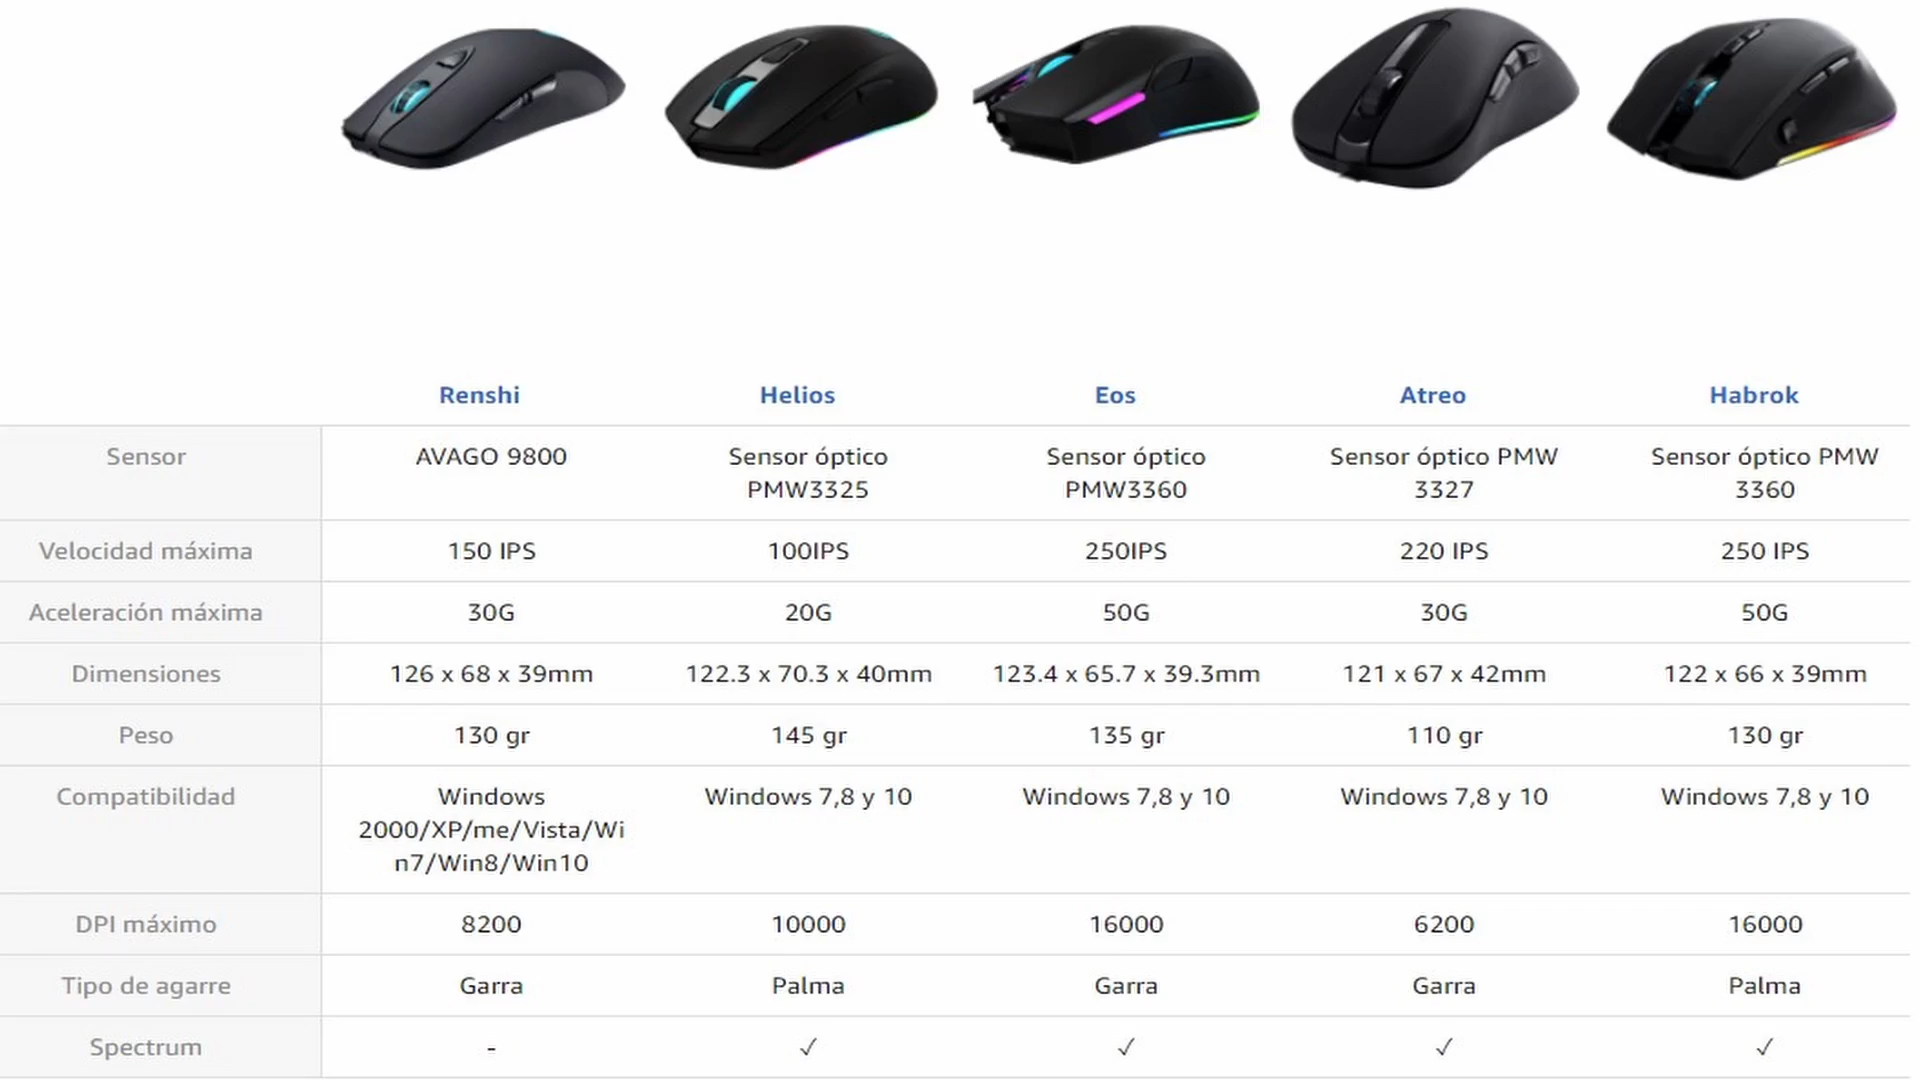 Renshi Helios Eos Atreo Habrok
Sensor AVAGO 9800 Sensor óptico Sensor óptico Sensor óptico PMW Sensor óptico PMW
PMW3325 PMW3360 3327 3360
Velocidad máxima 150 IPS 100IPS 250IPS 220 IPS 250 IPS
Aceleración máxima 30G 20G 50G 30G 50G
Dimensiones 126 x 68 x 39mm 122.3 x 70.3 x 40mm 123.4 x 65.7 x 39.3mm 121 x 67 x 42mm 122 x 66 x 39mm
Peso 130 gr 145 gr 135 gr 110 gr 130 gr
Compatibilidad Windows Windows 7,8 y 10 Windows 7,8 y 10 Windows 7,8 y 10 Windows 7,8 y 10
2000/XP/me/Vista/Wi
n7/Win8/Win10
DPI máximo 8200 10000 16000 6200 16000
Tipo de agarre Garra Palma Garra Garra Palma
Spectrum - ✓ ✓ ✓ ✓